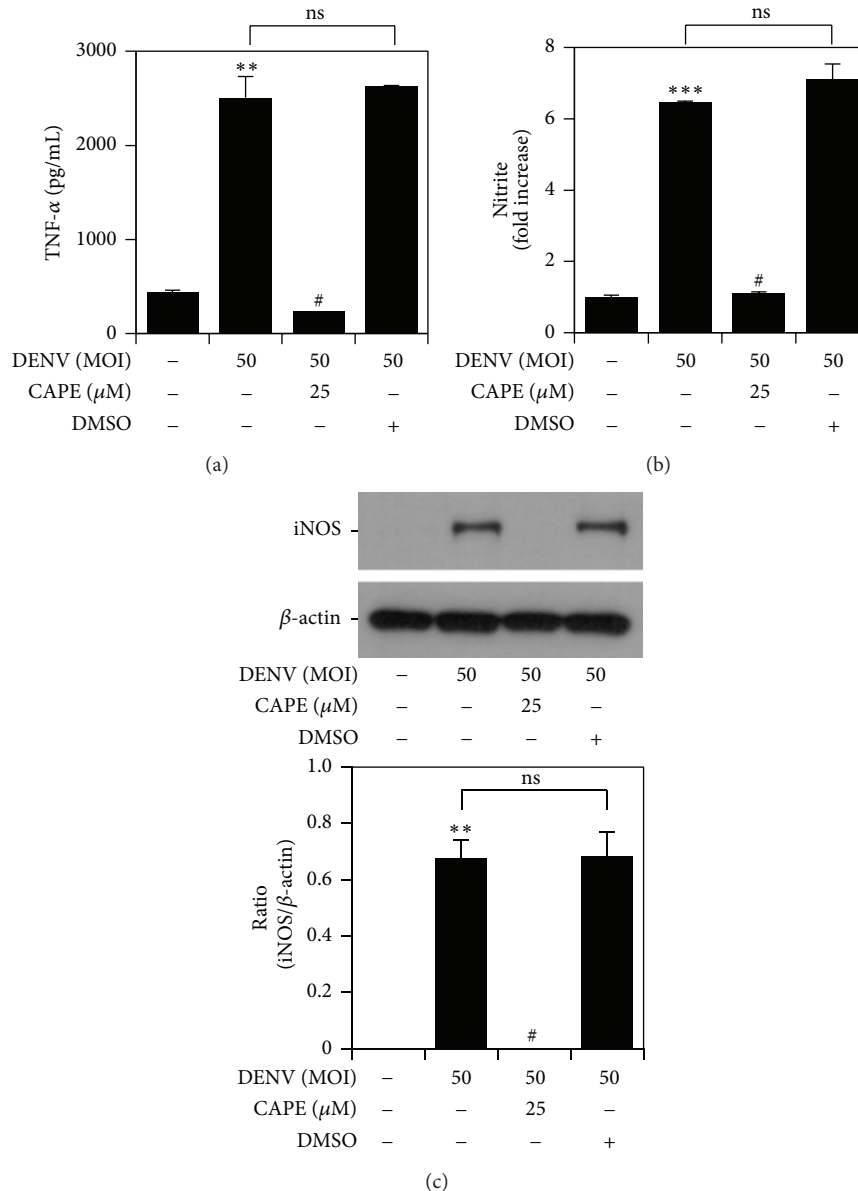 ns
3000
2000
1000
0
TNF-α (pg/mL)
**
#
DENV (MOI) – 50 50 50
CAPE (μM) – – 25 –
DMSO – – – +
(a)
ns
8
6
4
2
0
Nitrite
(fold increase)
***
#
DENV (MOI) – 50 50 50
CAPE (μM) – – 25 –
DMSO – – – +
(b)
iNOS
β-actin
DENV (MOI) – 50 50 50
CAPE (μM) – – 25 –
DMSO – – – +
ns
1.0
0.8
0.6
0.4
0.2
0
Ratio
(iNOS/β-actin)
**
#
DENV (MOI) – 50 50 50
CAPE (μM) – – 25 –
DMSO – – – +
(c)